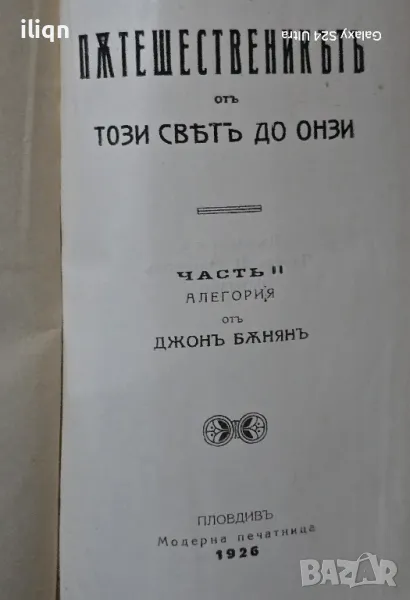 iliqn
Galaxy S24 Ultra
ПѪТЕШЕСТВЕНИКЪТЪ
отъ
ТОЗИ СВѢТЪ ДО ОНЗИ
ЧАСТЬ II
АЛЕГОРИЯ
отъ
ДЖОНЪ БѪНЯНЪ
ПЛОВДИВЪ
Модерна печатница
1926
BAZAR